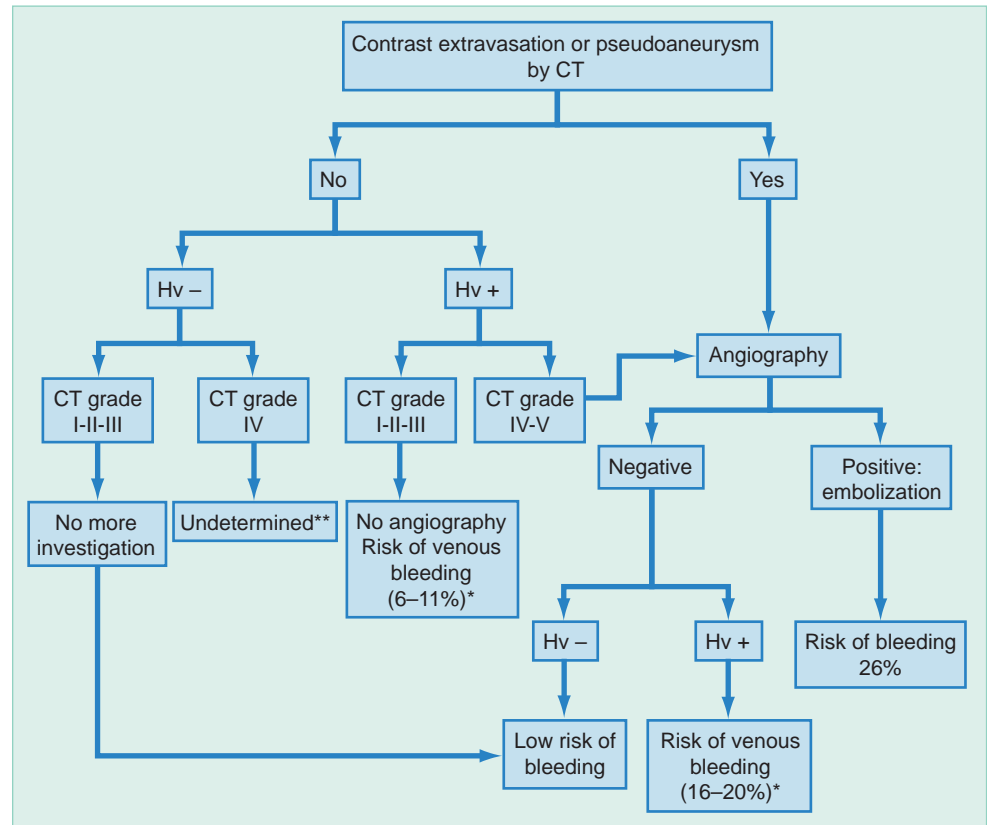 Contrast extravasation or pseudoaneurysm
by CT
No
Yes
Hv –
Hv +
Angiography
CT grade
I-II-III
CT grade
IV
CT grade
I-II-III
CT grade
IV-V
Negative
Positive:
embolization
No more
investigation
Undetermined**
No angiography
Risk of venous
bleeding
(6–11%)*
Hv –
Hv +
Risk of bleeding
26%
Low risk of
bleeding
Risk of venous
bleeding
(16–20%)*